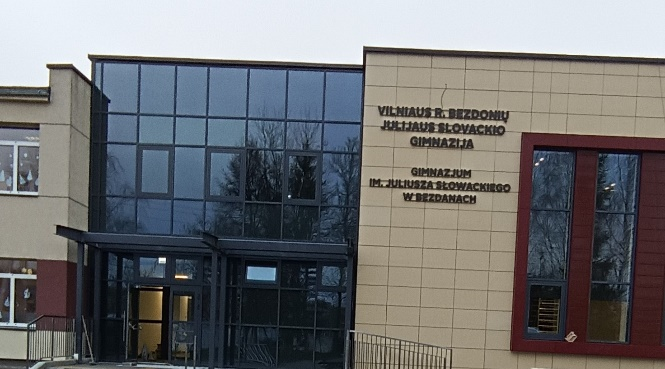 VILNIAUS R. BEZDONIŲ
JULIJAUS SLOVACKIO
GIMNAZIJA
GIMNAZJUM
IM. JULIUSZA SŁOWACKIEGO
W BEZDANACH